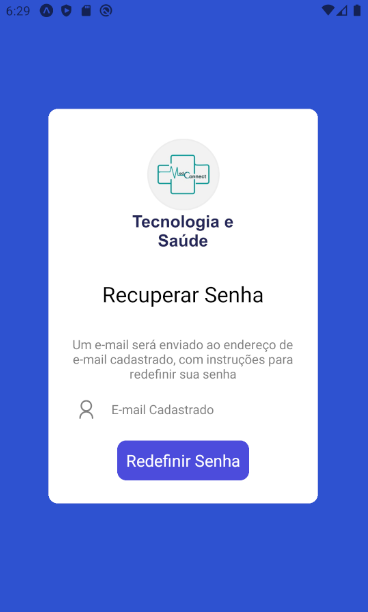 6:29
MaisConnect
Tecnologia e
Saúde
Recuperar Senha
Um e-mail será enviado ao endereço de
e-mail cadastrado, com instruções para
redefinir sua senha
E-mail Cadastrado
Redefinir Senha